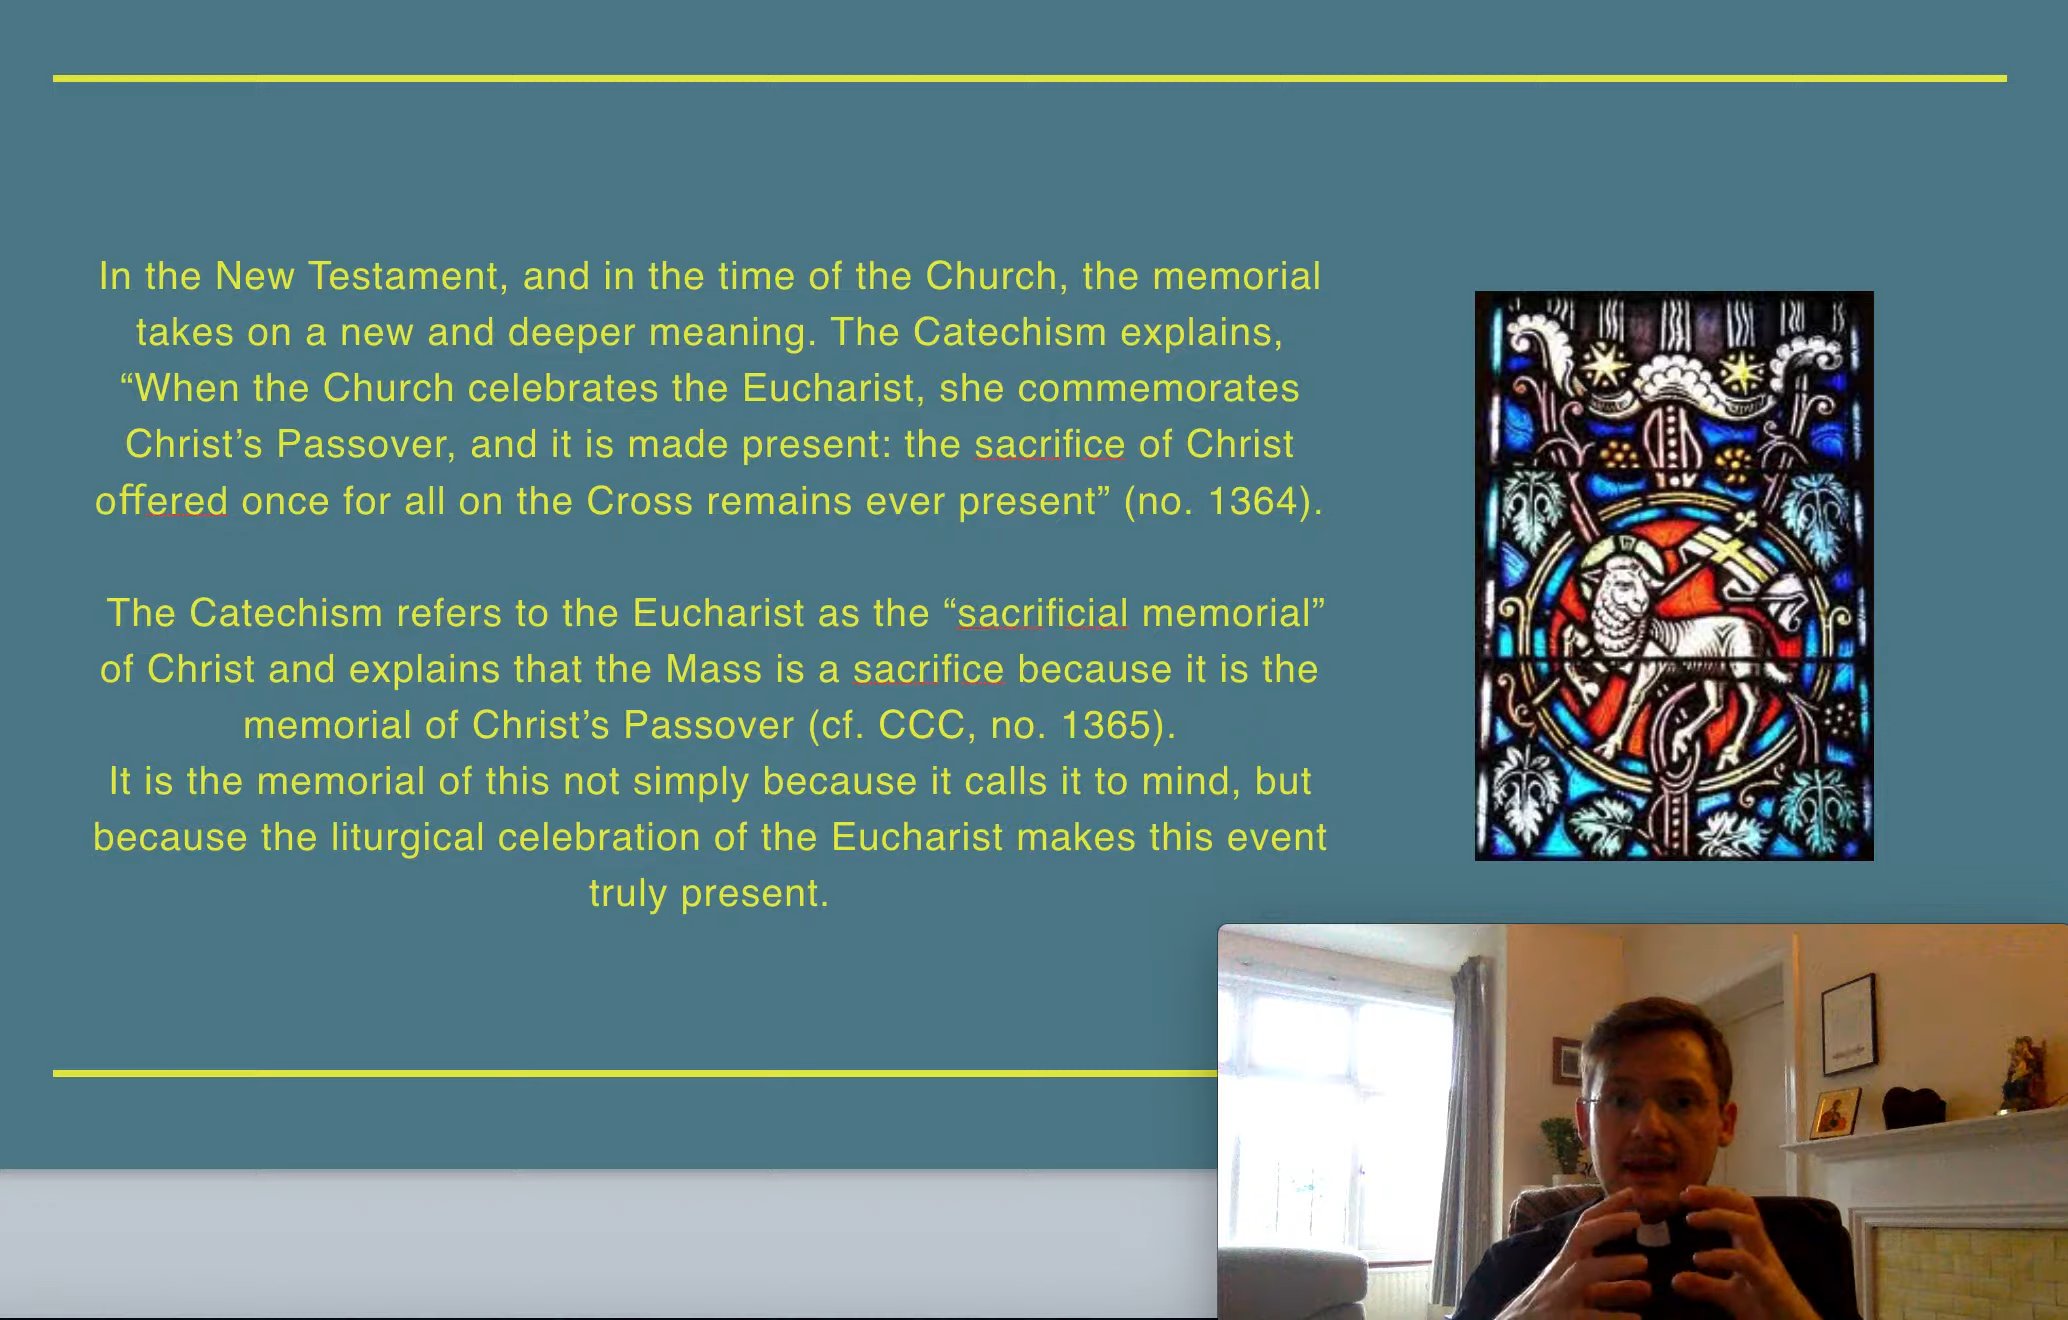 In the New Testament, and in the time of the Church, the memorial
takes on a new and deeper meaning. The Catechism explains,
“When the Church celebrates the Eucharist, she commemorates
Christ’s Passover, and it is made present: the sacrifice of Christ
offered once for all on the Cross remains ever present” (no. 1364).
The Catechism refers to the Eucharist as the “sacrificial memorial”
of Christ and explains that the Mass is a sacrifice because it is the
memorial of Christ’s Passover (cf. CCC, no. 1365).
It is the memorial of this not simply because it calls it to mind, but
because the liturgical celebration of the Eucharist makes this event
truly present.